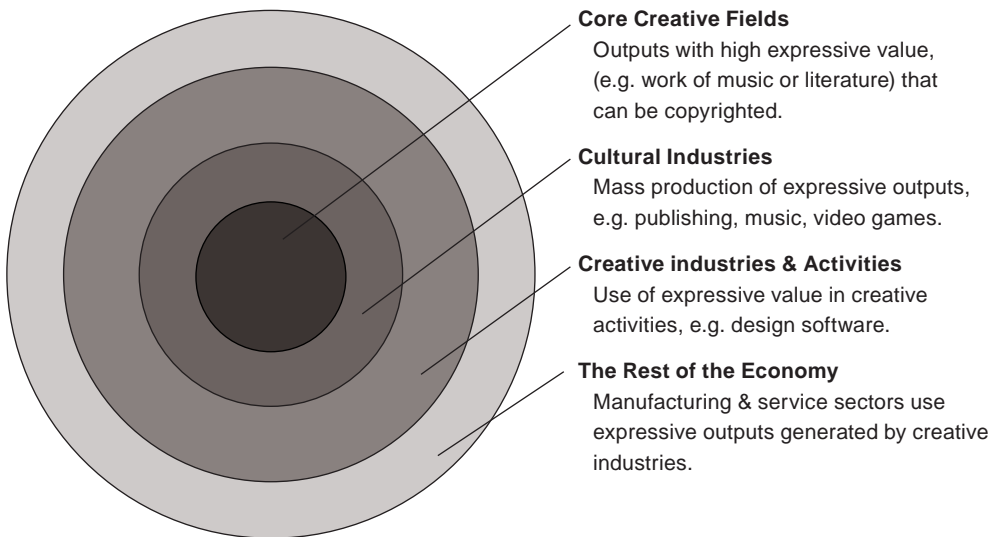 Core Creative Fields
Outputs with high expressive value,
(e.g. work of music or literature) that
can be copyrighted.
Cultural Industries
Mass production of expressive outputs,
e.g. publishing, music, video games.
Creative industries & Activities
Use of expressive value in creative
activities, e.g. design software.
The Rest of the Economy
Manufacturing & service sectors use
expressive outputs generated by creative
industries.